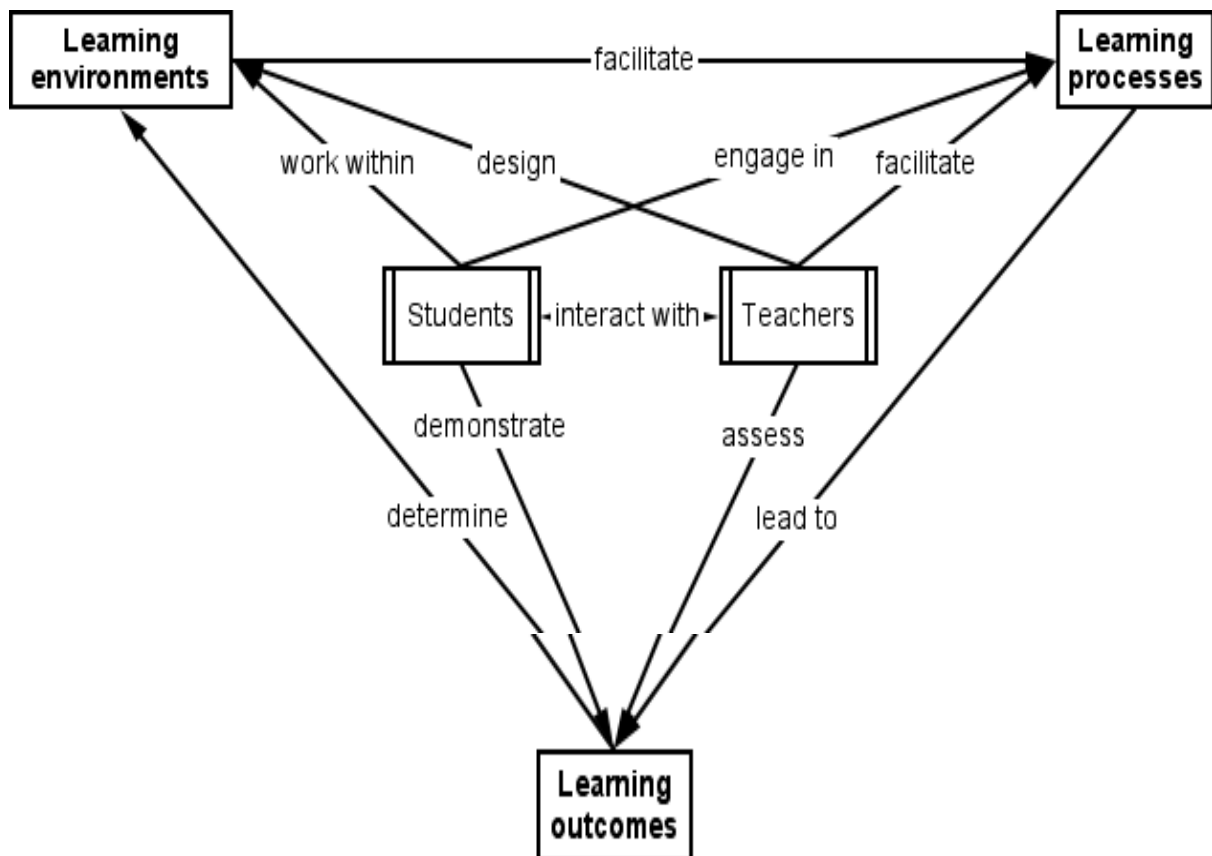 Learning
environments
facilitate
Learning
processes
work within
design
engage in
facilitate
Students
interact with
Teachers
demonstrate
assess
determine
lead to
Learning
outcomes